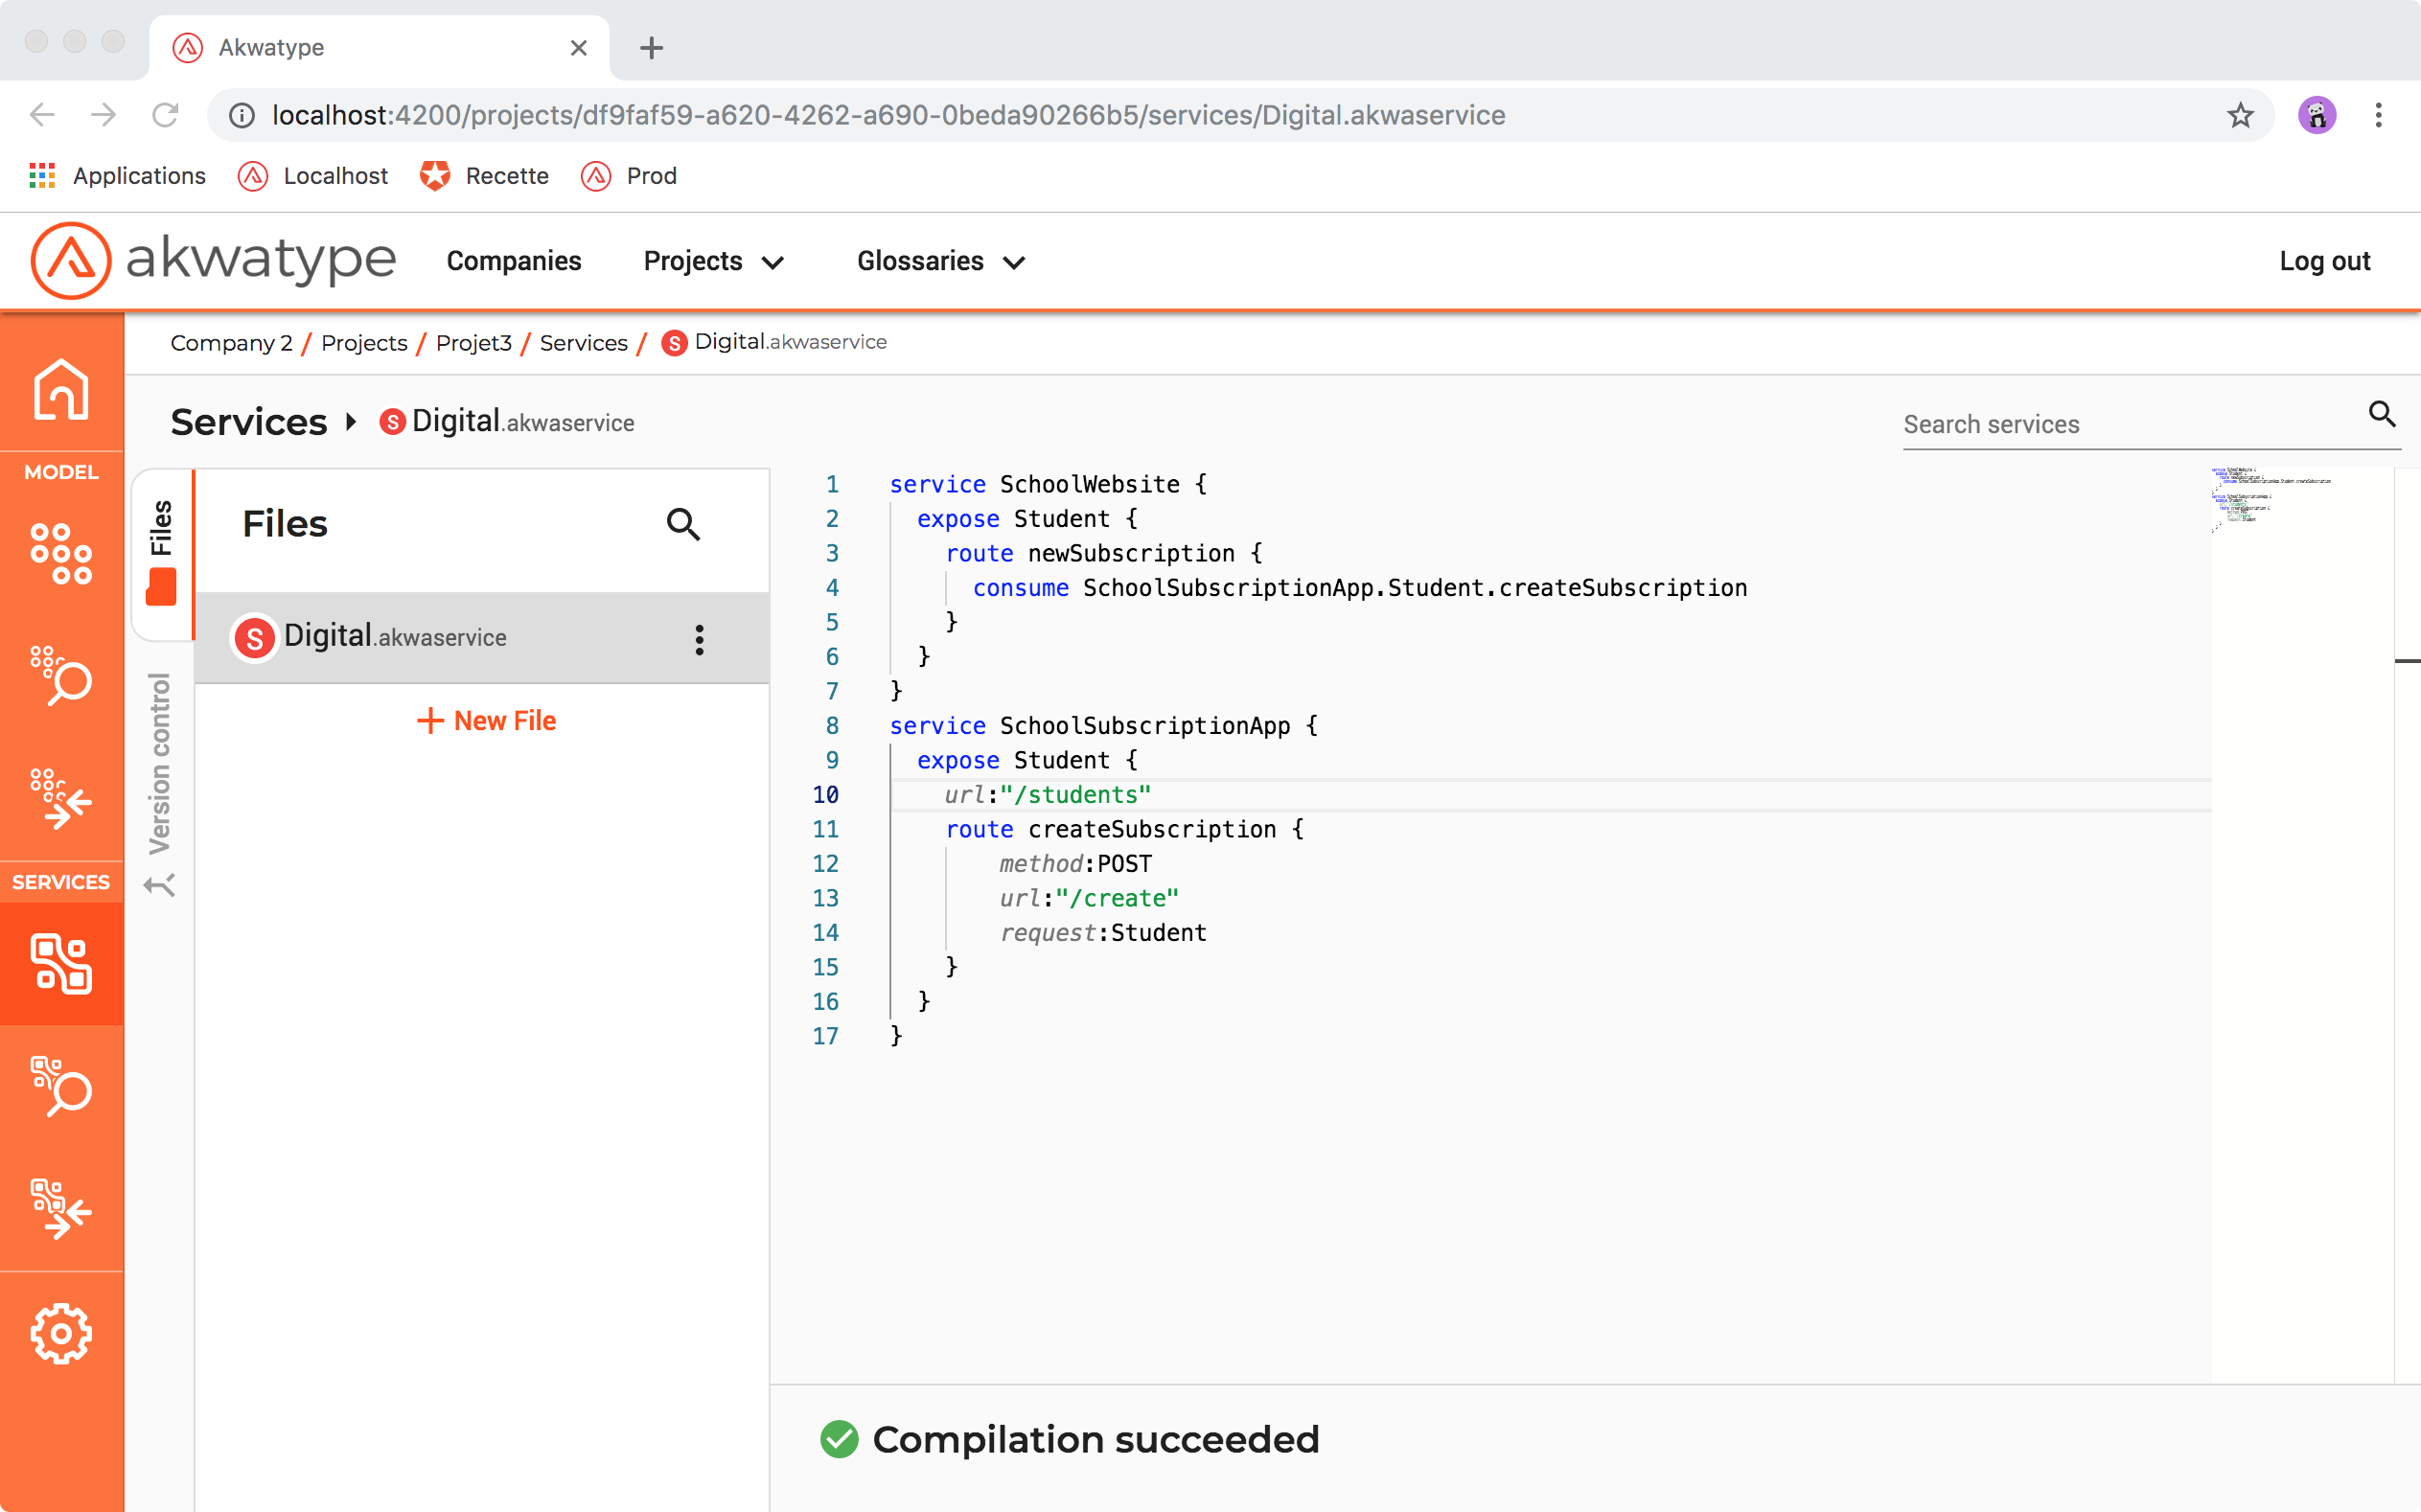 Akwatype
localhost:4200/projects/df9faf59-a620-4262-a690-0beda90266b5/services/Digital.akwaservice
Applications Localhost Recette Prod
akwatype Companies Projects Glossaries Log out
Company 2 / Projects / Projet3 / Services / S Digital.akwaservice
Services S Digital.akwaservice Search services
MODEL
SERVICES
Files
Version control
Files
S Digital.akwaservice
+ New File
1 service SchoolWebsite {
2 expose Student {
3 route newSubscription {
4 consume SchoolSubscriptionApp.Student.createSubscription
5 }
6 }
7 }
8 service SchoolSubscriptionApp {
9 expose Student {
10 url:"/students"
11 route createSubscription {
12 method:POST
13 url:"/create"
14 request:Student
15 }
16 }
17 }
Compilation succeeded